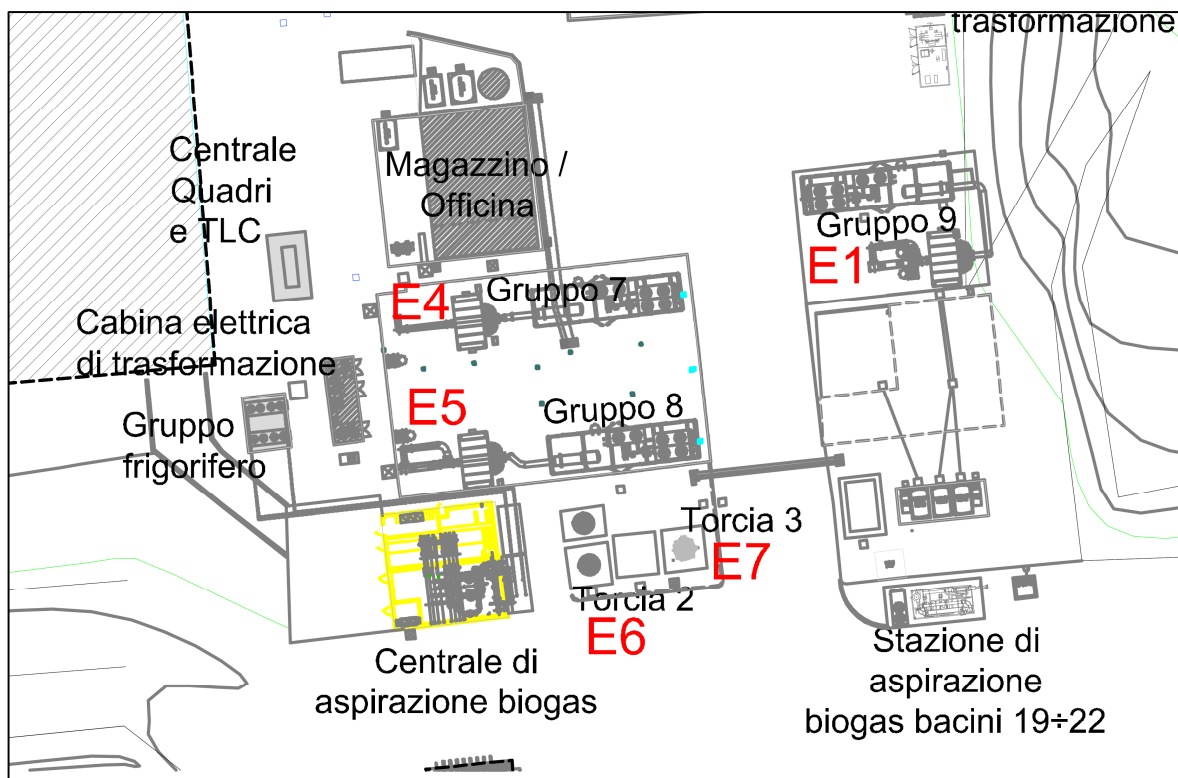 trasformazione
Centrale
Quadri
e TLC
Magazzino /
Officina
Gruppo 9
E1
E4
Gruppo 7
Cabina elettrica
di trasformazione
E5
Gruppo 8
Gruppo
frigorifero
Torcia 3
E7
Torcia 2
E6
Centrale di
aspirazione biogas
Stazione di
aspirazione
biogas bacini 19÷22